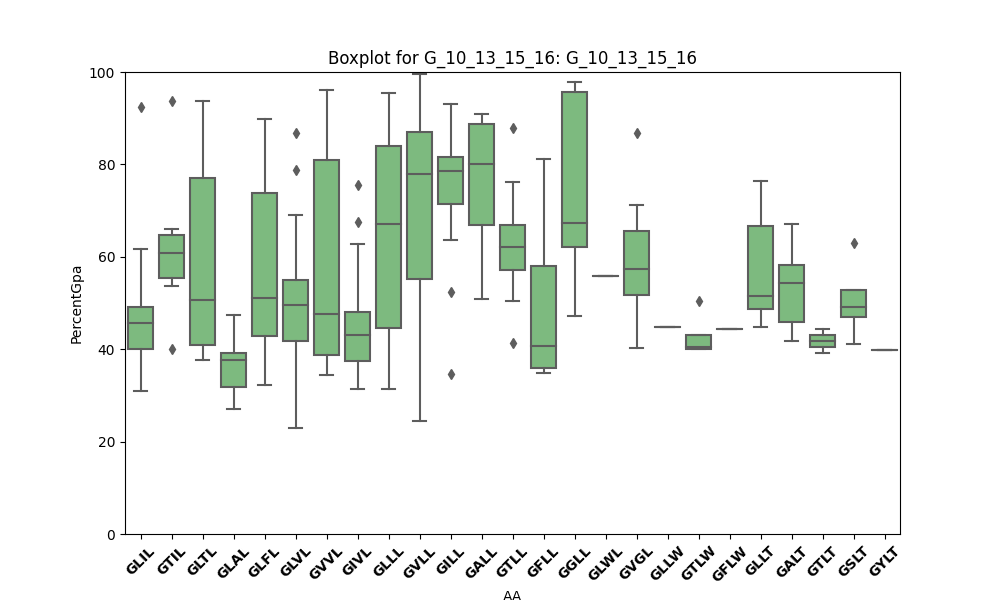 Boxplot for G_10_13_15_16: G_10_13_15_16
100
80
60
40
20
0
PercentGpa
GLIL GTIL GLTL GLAL GLFL GLVL GVVL GIVL GLLL GVLL GILL GALL GTLL GFLL GGLL GLWL GVGL GLLW GTLW GFLW GLLT GALT GTLT GSLT GYLT
AA